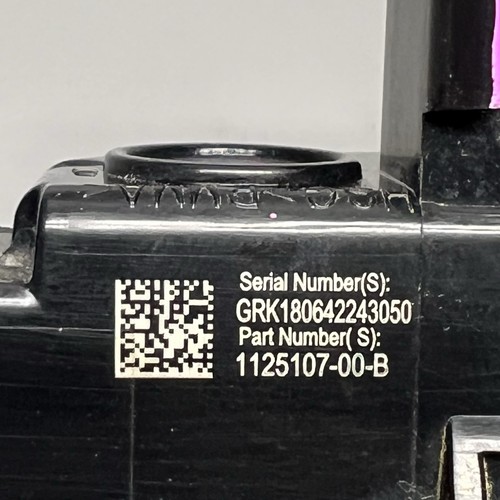 Serial Number(S):
GRK180642243050
Part Number( S):
1125107-00-B